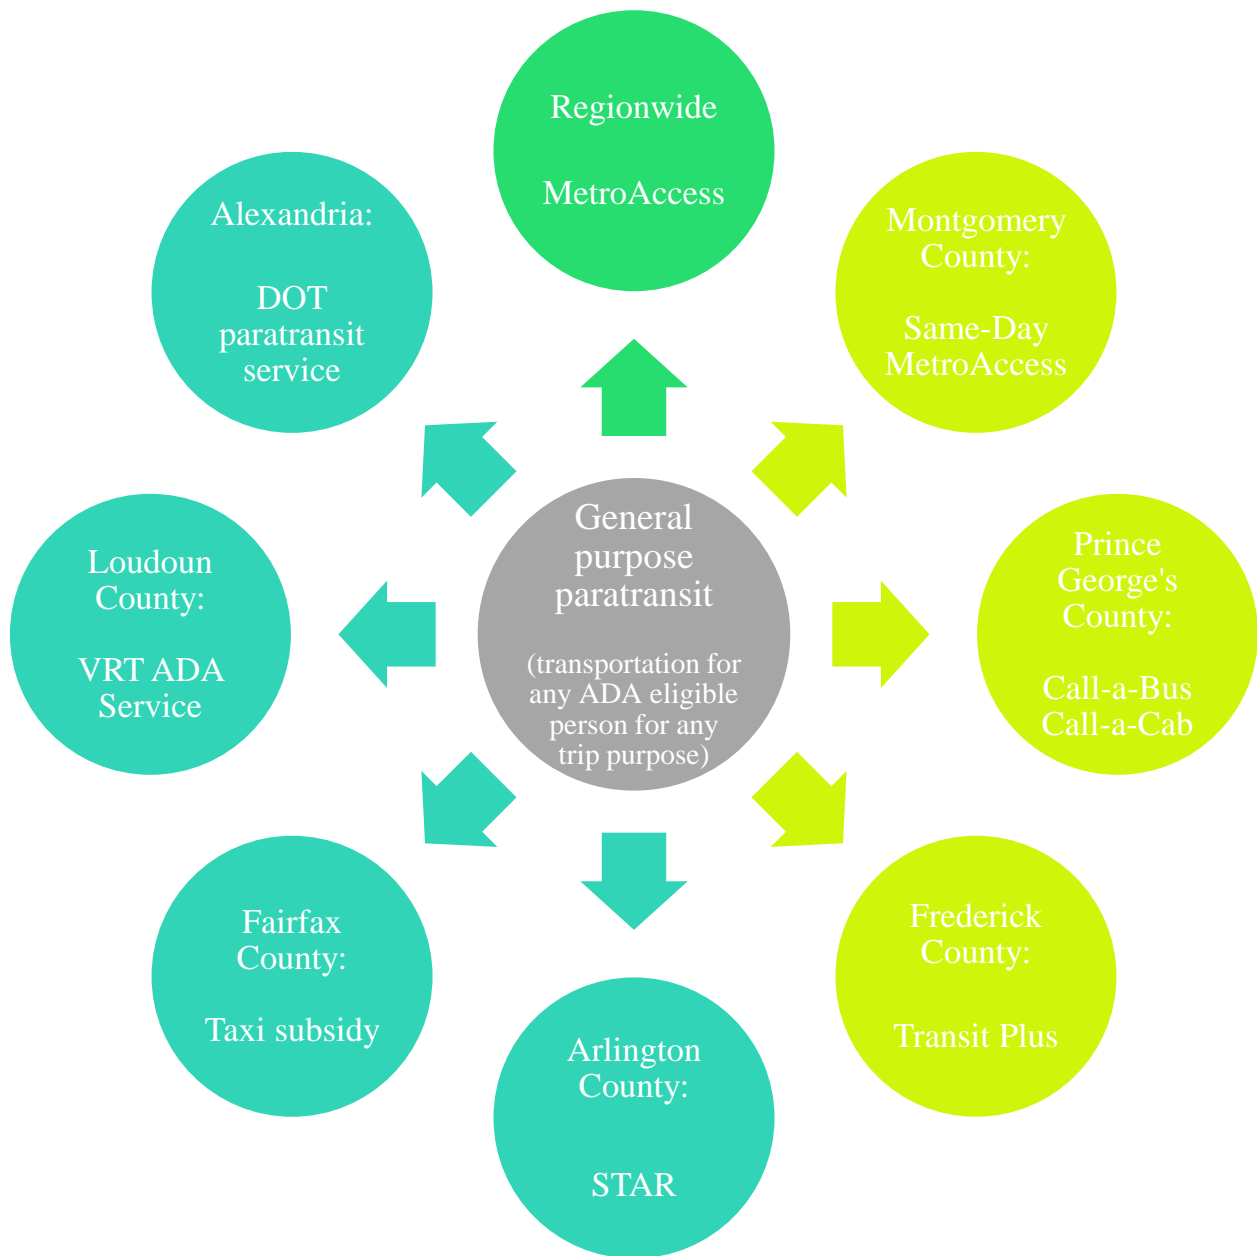 Regionwide
MetroAccess
Montgomery
County:
Same-Day
MetroAccess
Prince
George's
County:
Call-a-Bus
Call-a-Cab
Frederick
County:
Transit Plus
Arlington
County:
STAR
Fairfax
County:
Taxi subsidy
Loudoun
County:
VRT ADA
Service
Alexandria:
DOT
paratransit
service
General
purpose
paratransit
(transportation for
any ADA eligible
person for any
trip purpose)